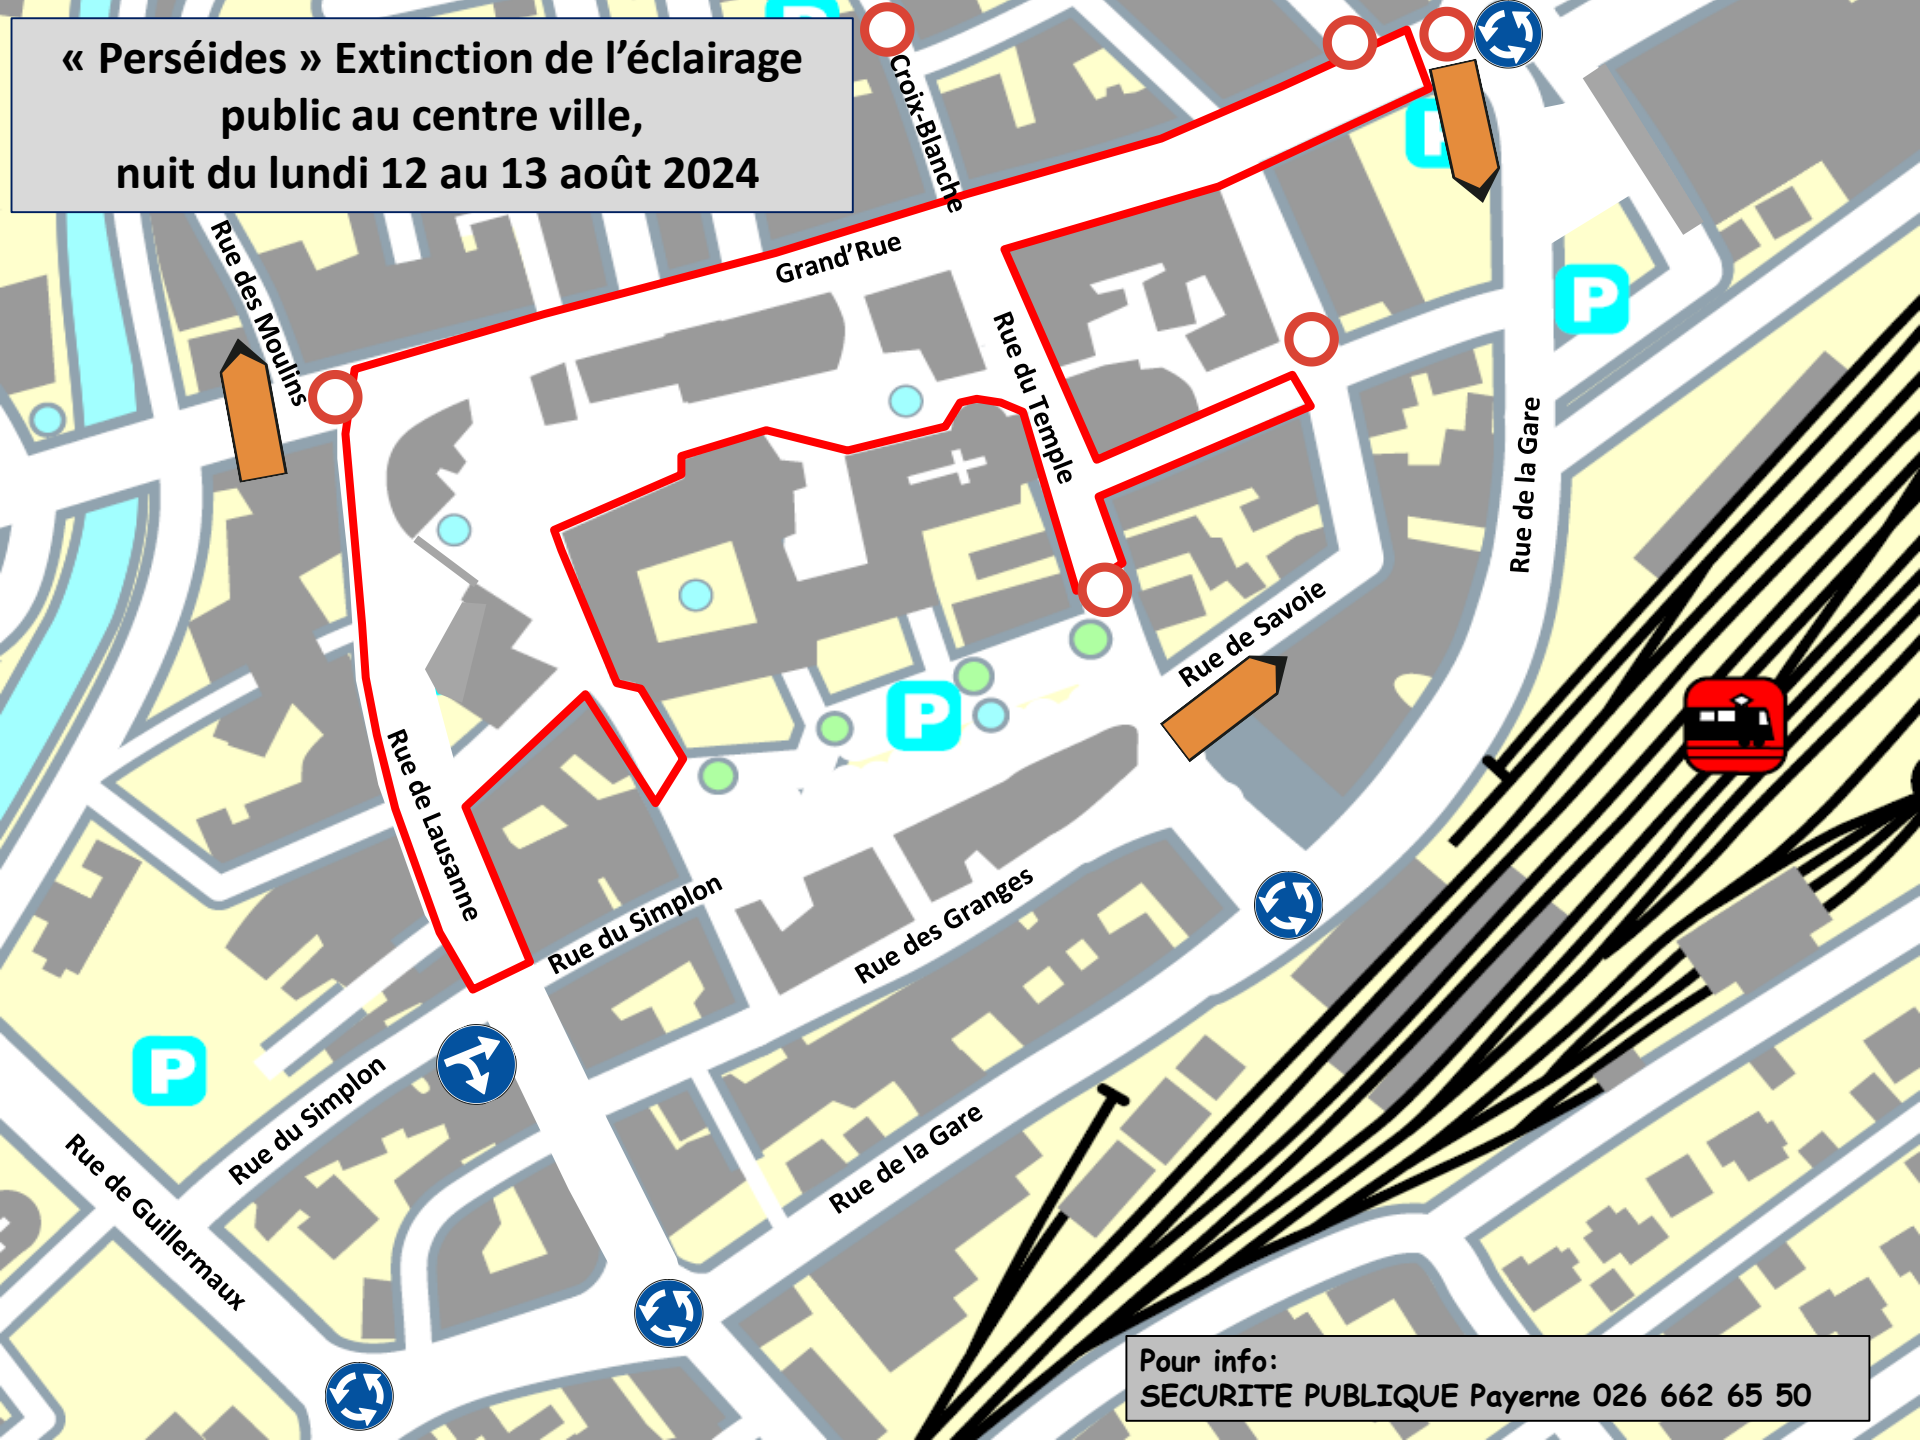 « Perséides » Extinction de l’éclairage
public au centre ville,
nuit du lundi 12 au 13 août 2024
Croix-Blanche
P
Rue des Moulins
Grand’Rue
P
Rue du Temple
Rue de la Gare
Rue de Savoie
P
Rue de Lausanne
Rue du Simplon
Rue des Granges
P
Rue du Simplon
Rue de Guillermaux
Rue de la Gare
Pour info:
SECURITE PUBLIQUE Payerne 026 662 65 50